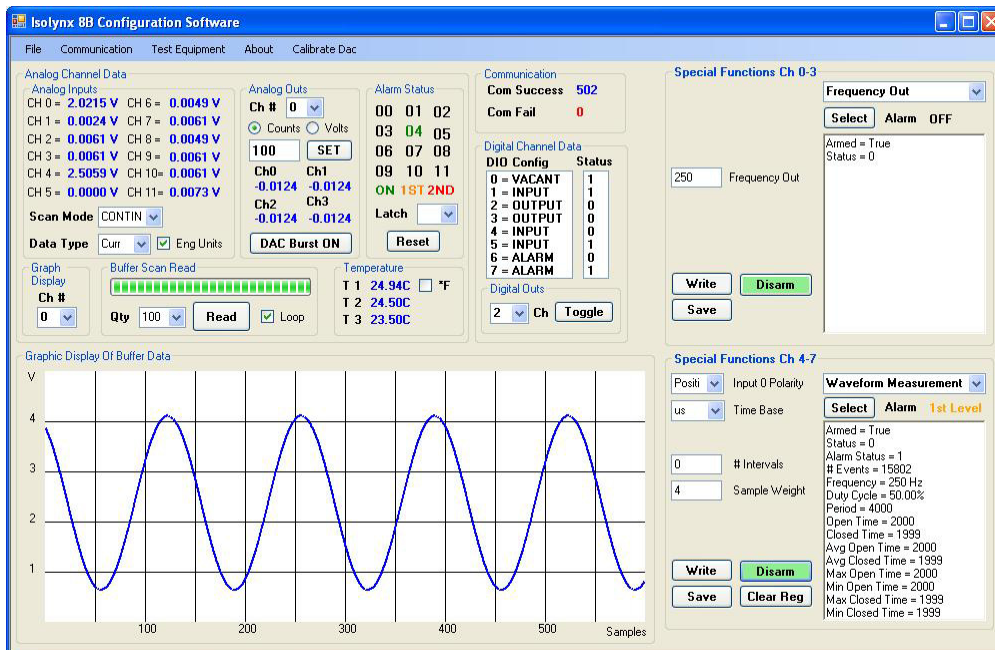 Isolynx 8B Configuration Software
File Communication Test Equipment About Calibrate Dac
Analog Channel Data
Analog Inputs
CH 0 = 2.0215 V CH 6 = 0.0049 V
CH 1 = 0.0024 V CH 7 = 0.0061 V
CH 2 = 0.0061 V CH 8 = 0.0049 V
CH 3 = 0.0061 V CH 9 = 0.0061 V
CH 4 = 2.5059 V CH 10= 0.0061 V
CH 5 = 0.0000 V CH 11= 0.0073 V
Scan Mode CONTIN
Data Type Curr Eng Units
Analog Outs
Ch # 0
Counts Volts
100 SET
Ch0 Ch1
-0.0124 -0.0124
Ch2 Ch3
-0.0124 -0.0124
DAC Burst ON
Alarm Status
00 01 02
03 04 05
06 07 08
09 10 11
ON 1ST 2ND
Latch
Reset
Graph Display
Ch #
0
Buffer Scan Read
Qty 100 Read Loop
Temperature
T 1 24.94C °F
T 2 24.50C
T 3 23.50C
Communication
Com Success 502
Com Fail 0
Digital Channel Data
DIO Config Status
0 = VACANT 1
1 = INPUT 1
2 = OUTPUT 0
3 = OUTPUT 0
4 = INPUT 0
5 = INPUT 1
6 = ALARM 0
7 = ALARM 1
Digital Outs
2 Ch Toggle
Special Functions Ch 0-3
Frequency Out
Select Alarm OFF
Armed = True
Status = 0
250 Frequency Out
Write Disarm
Save
Graphic Display Of Buffer Data
V
4
3
2
1
100 200 300 400 500 Samples
Special Functions Ch 4-7
Positi Input 0 Polarity Waveform Measurement
us Time Base Select Alarm 1st Level
0 # Intervals
4 Sample Weight
Armed = True
Status = 0
Alarm Status = 1
# Events = 15802
Frequency = 250 Hz
Duty Cycle = 50.00%
Period = 4000
Open Time = 2000
Closed Time = 1999
Avg Open Time = 2000
Avg Closed Time = 1999
Max Open Time = 2000
Min Open Time = 2000
Max Closed Time = 1999
Min Closed Time = 1999
Write Disarm
Save Clear Reg